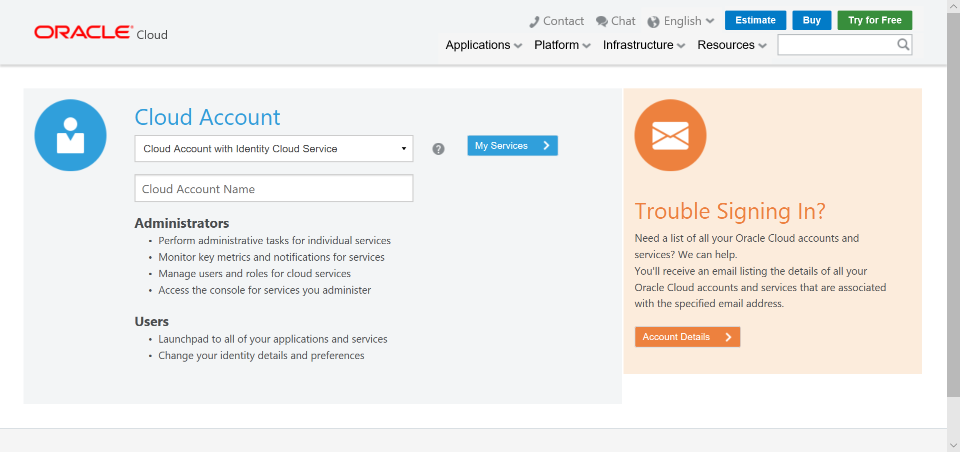 Contact Chat English Estimate Buy Try for Free
ORACLE® Cloud
Applications Platform Infrastructure Resources
Cloud Account
Cloud Account with Identity Cloud Service
?
My Services
Cloud Account Name
Administrators
• Perform administrative tasks for individual services
• Monitor key metrics and notifications for services
• Manage users and roles for cloud services
• Access the console for services you administer
Users
• Launchpad to all of your applications and services
• Change your identity details and preferences
Trouble Signing In?
Need a list of all your Oracle Cloud accounts and
services? We can help.
You'll receive an email listing the details of all your
Oracle Cloud accounts and services that are associated
with the specified email address.
Account Details